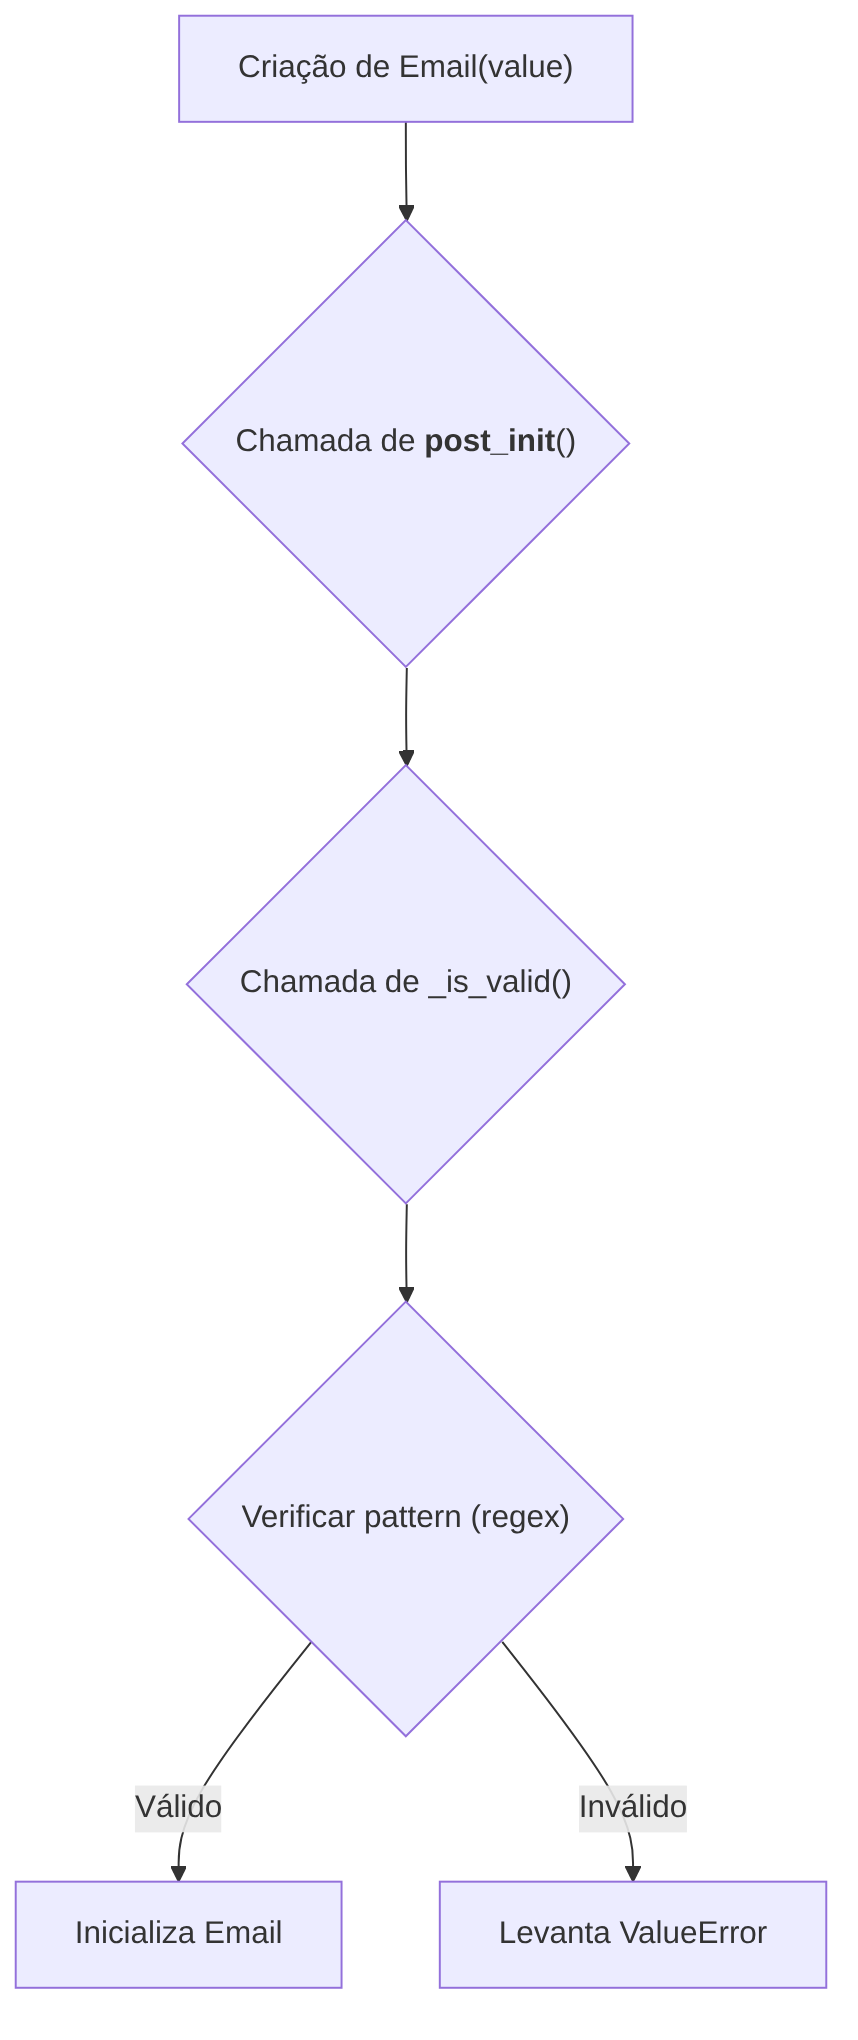 Criação de Email(value)
Chamada de post_init()
Chamada de _is_valid()
Verificar pattern (regex)
Válido
Inválido
Inicializa Email
Levanta ValueError